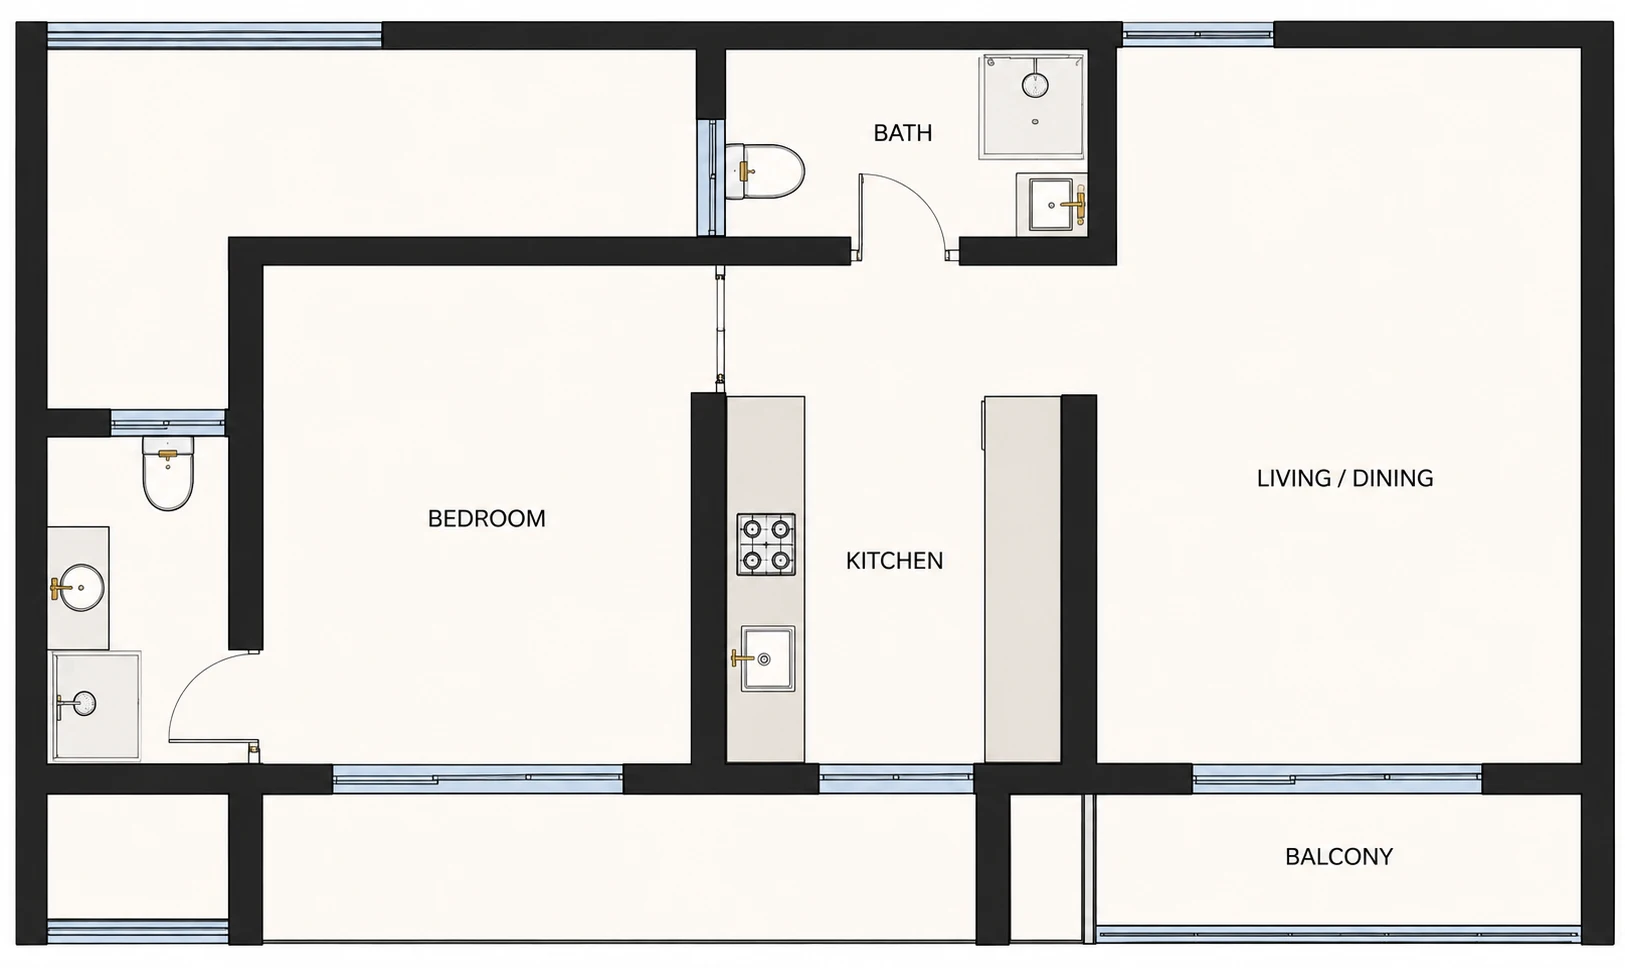 BATH
LIVING / DINING
BEDROOM
KITCHEN
BALCONY